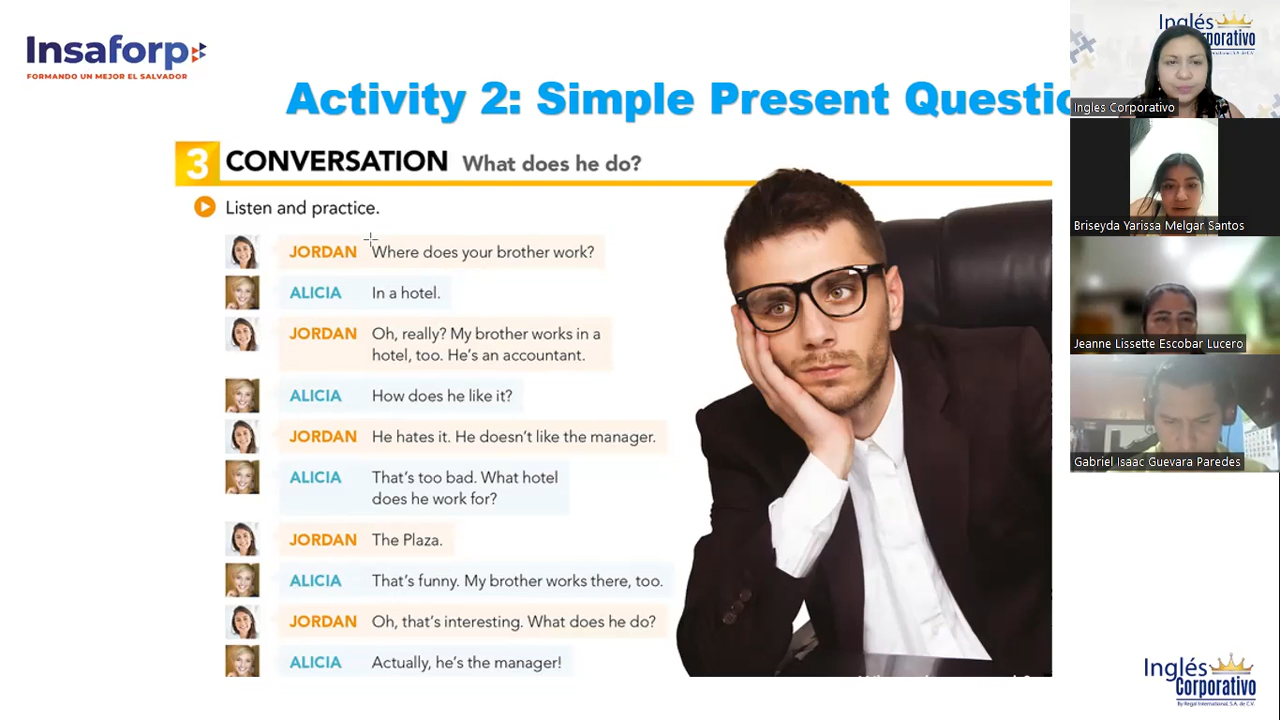 Insaforp
FORMANDO UN MEJOR EL SALVADOR
Activity 2: Simple Present Questio
3 CONVERSATION What does he do?
Listen and practice.
JORDAN Where does your brother work?
ALICIA In a hotel.
JORDAN Oh, really? My brother works in a
hotel, too. He's an accountant.
ALICIA How does he like it?
JORDAN He hates it. He doesn't like the manager.
ALICIA That's too bad. What hotel
does he work for?
JORDAN The Plaza.
ALICIA That's funny. My brother works there, too.
JORDAN Oh, that's interesting. What does he do?
ALICIA Actually, he's the manager!
Inglés
Corporativo
Ingles Corporativo
Briseyda Yarissa Melgar Santos
Jeanne Lissette Escobar Lucero
Gabriel Isaac Guevara Paredes
Inglés
Corporativo
By Regal International, S.A. de C.V.